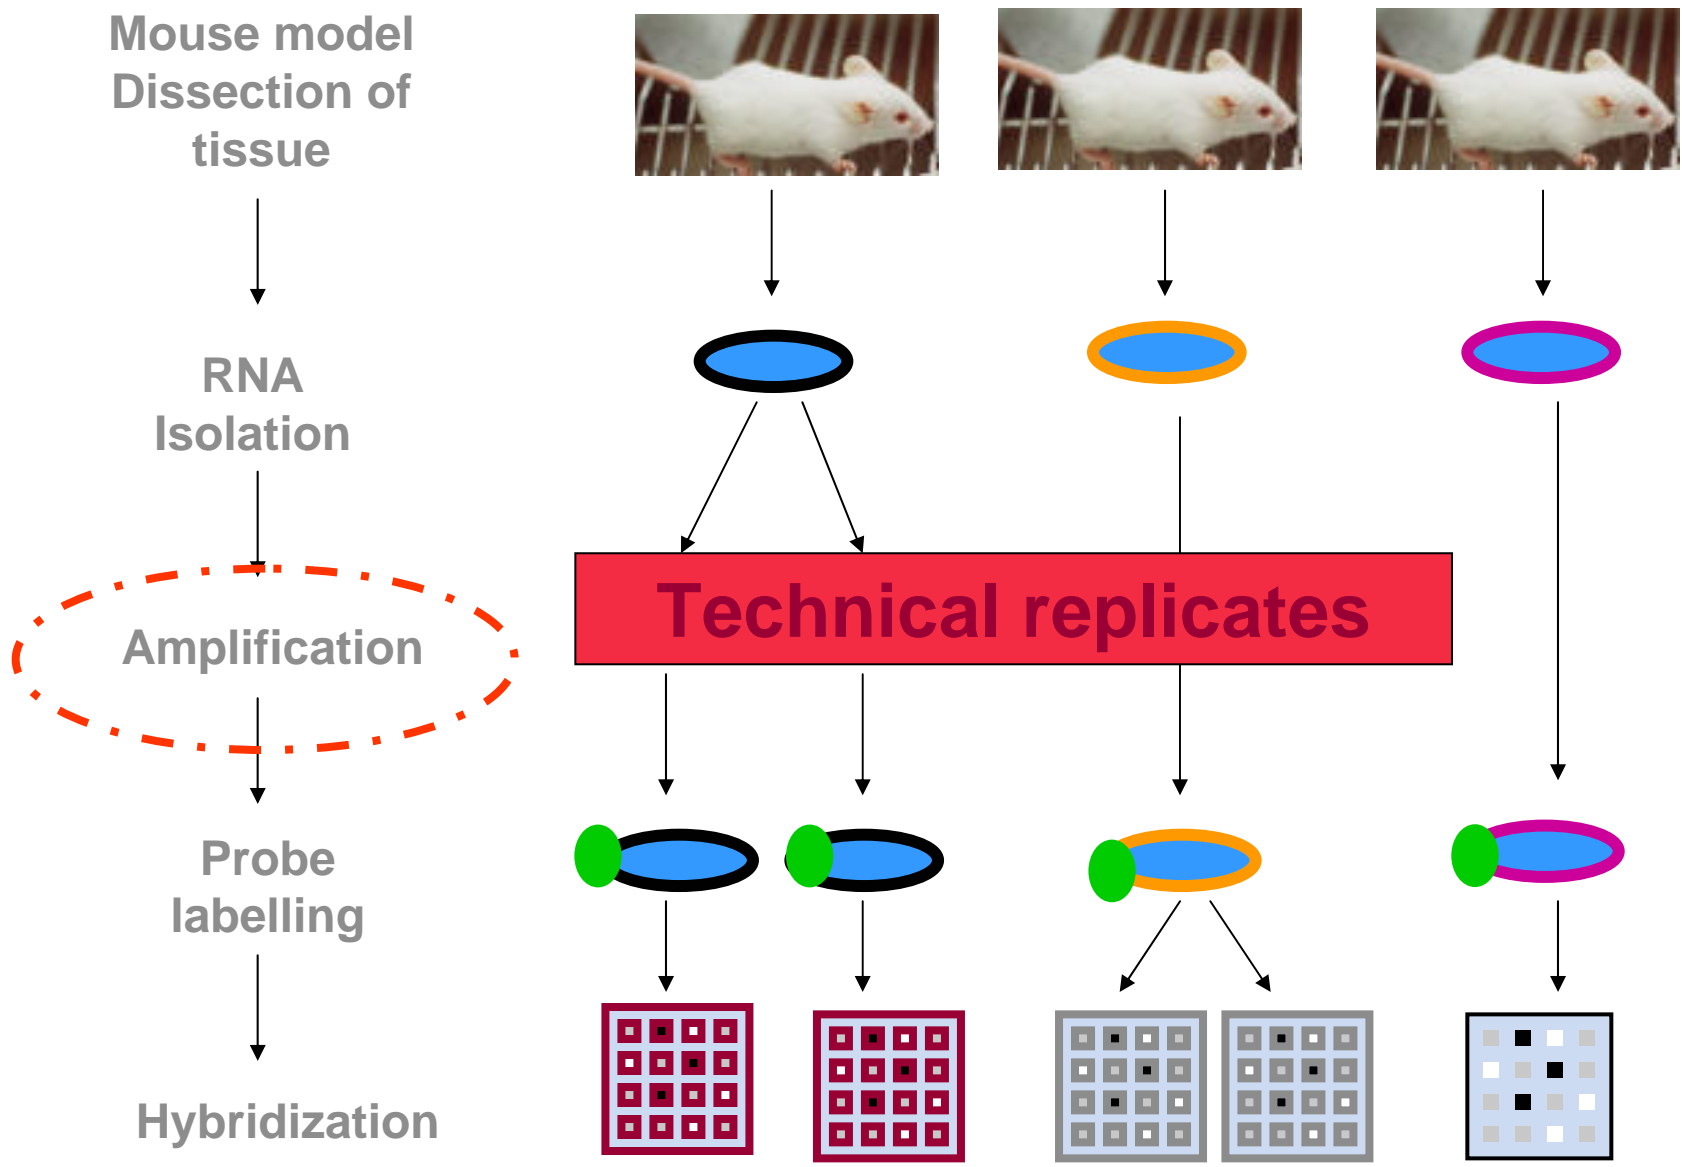 Mouse model
Dissection of
tissue
RNA
Isolation
Technical replicates
Amplification
Probe
labelling
Hybridization